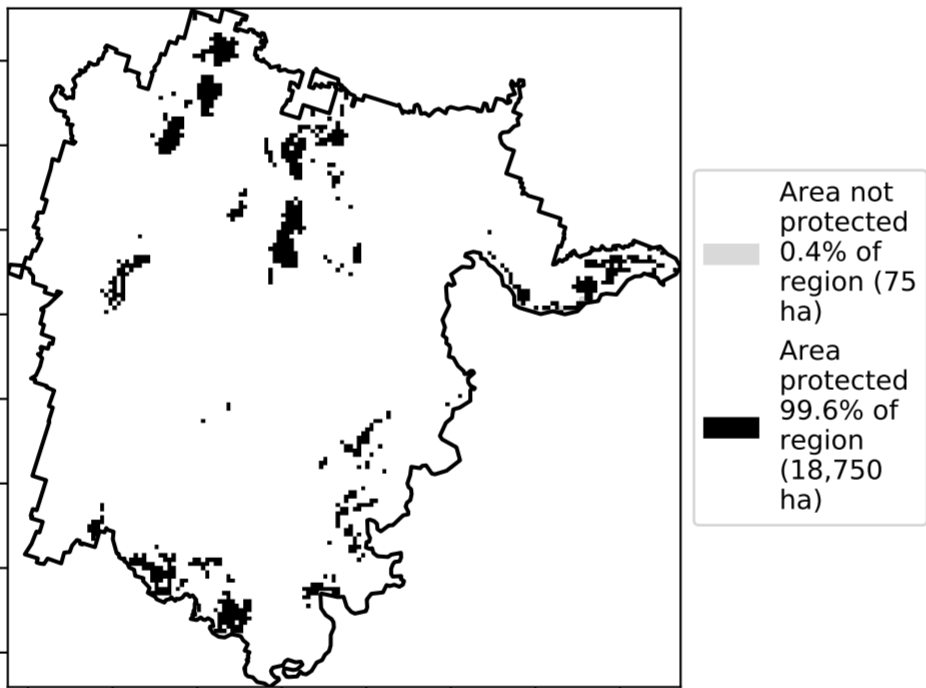 Area not
protected
0.4% of
region (75
ha)
Area
protected
99.6% of
region
(18,750
ha)